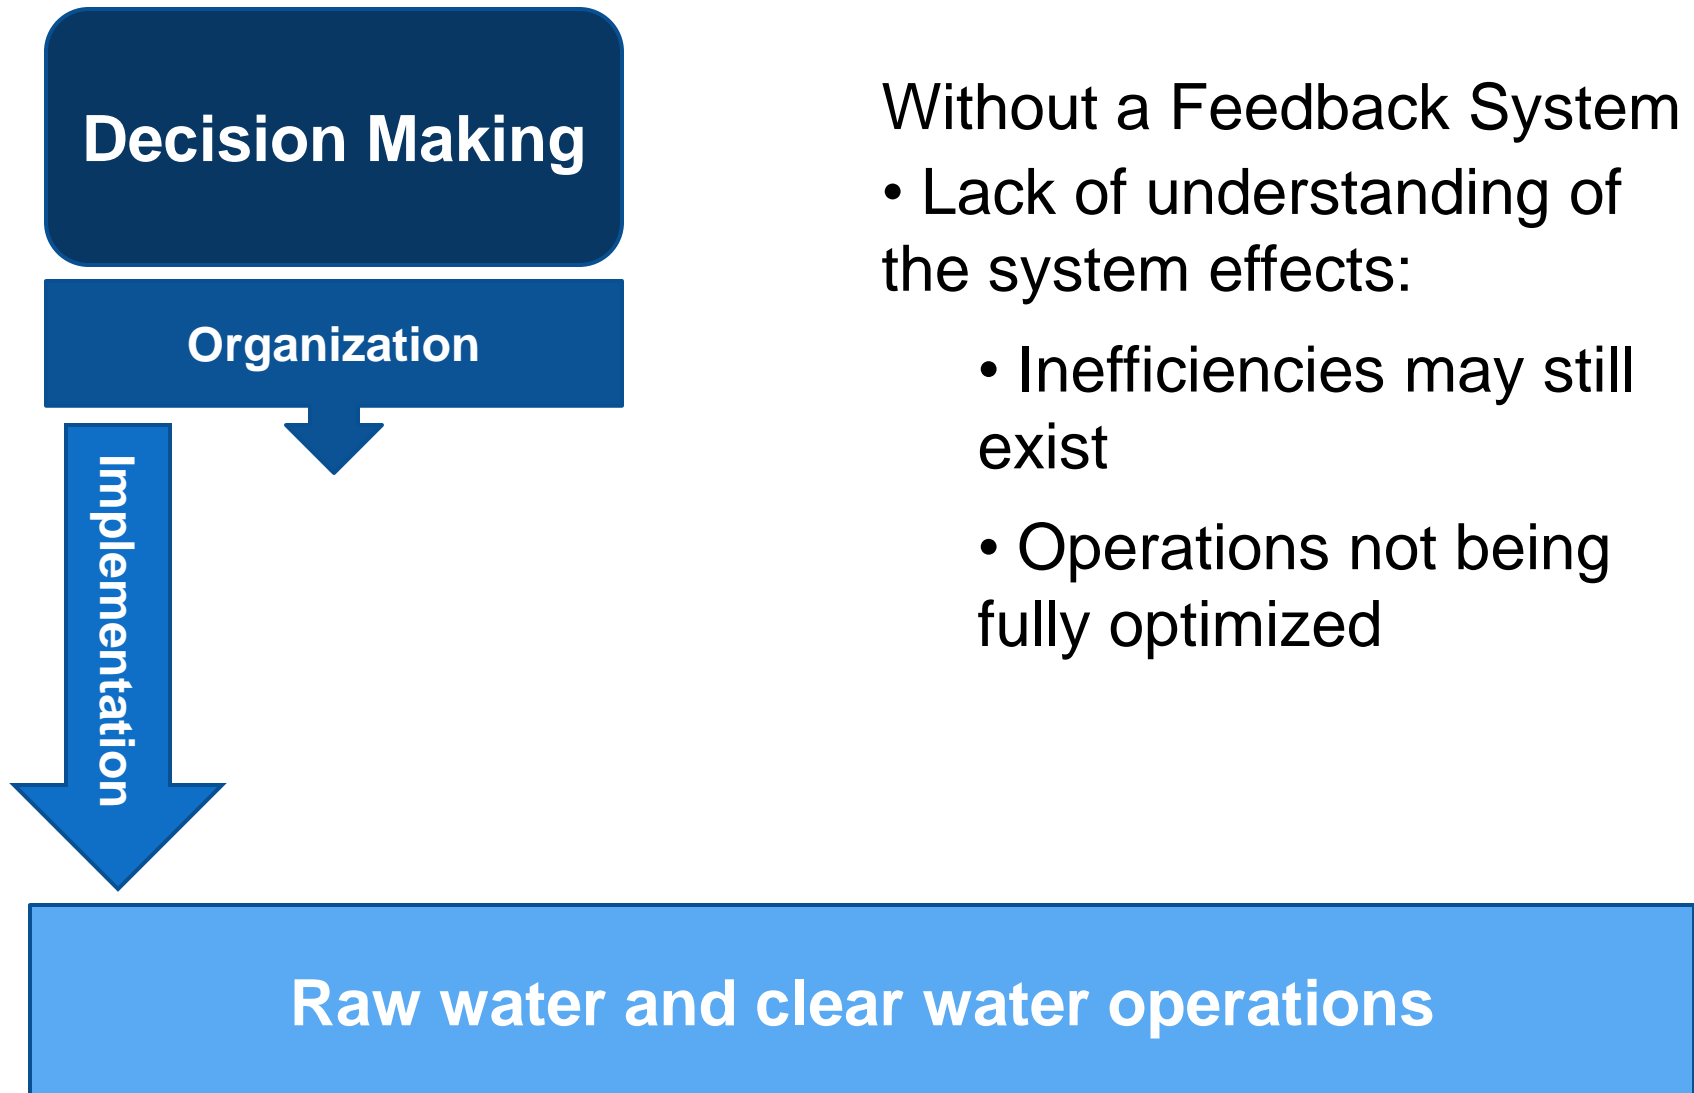 Decision Making
Organization
Implementation
Without a Feedback System
• Lack of understanding of
the system effects:
• Inefficiencies may still
exist
• Operations not being
fully optimized
Raw water and clear water operations